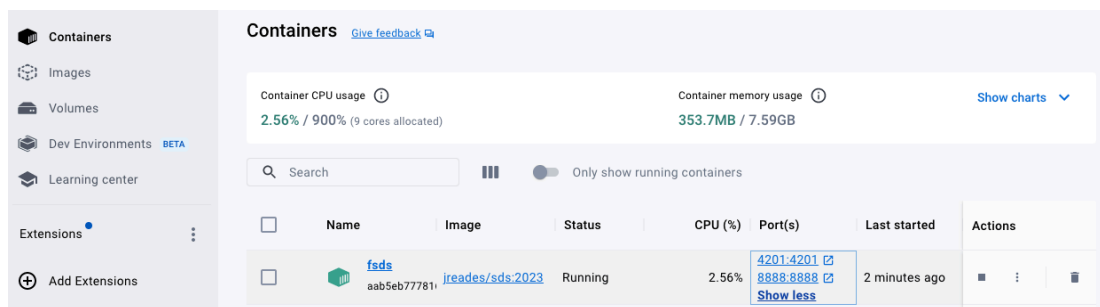 Containers
Images
Volumes
Dev Environments BETA
Learning center
Extensions
Add Extensions
Containers Give feedback
Container CPU usage
2.56% / 900% (9 cores allocated)
Container memory usage
353.7MB / 7.59GB
Show charts
Search
Only show running containers
Name Image Status CPU (%) Port(s) Last started Actions
fsds
aab5eb77781 jreades/sds:2023 Running 2.56% 4201:4201 2 minutes ago
8888:8888
Show less